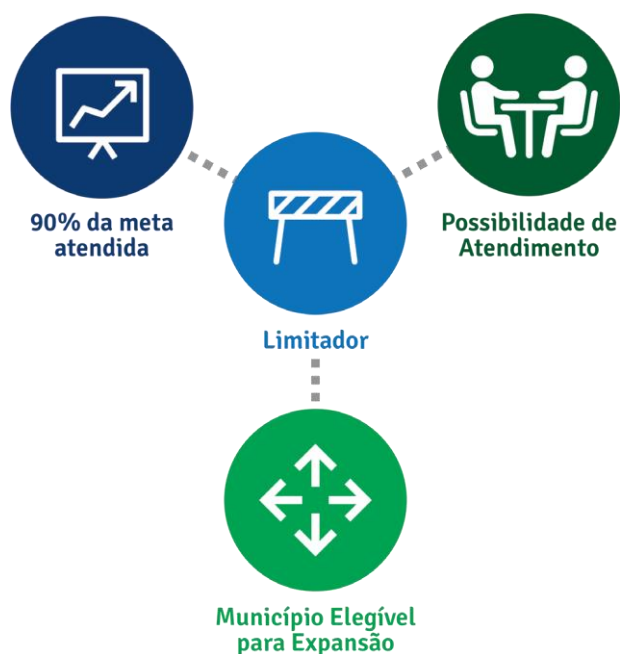 90% da meta
atendida
Possibilidade de
Atendimento
Limitador
Município Elegível
para Expansão